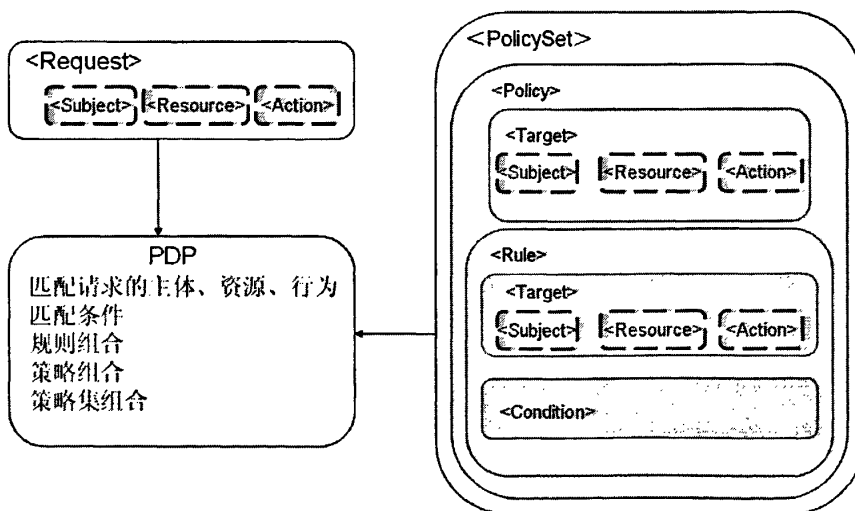 <Request>
<Subject> <Resource> <Action>
PDP
匹配请求的主体、资源、行为
匹配条件
规则组合
策略组合
策略集组合
<PolicySet>
<Policy>
<Target>
<Subject> <Resource> <Action>
<Rule>
<Target>
<Subject> <Resource> <Action>
<Condition>